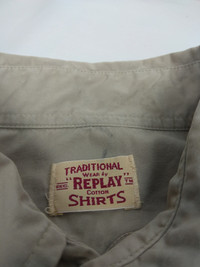 TRADITIONAL
Wear by
"REPLAY"
COTTON
SHIRTS